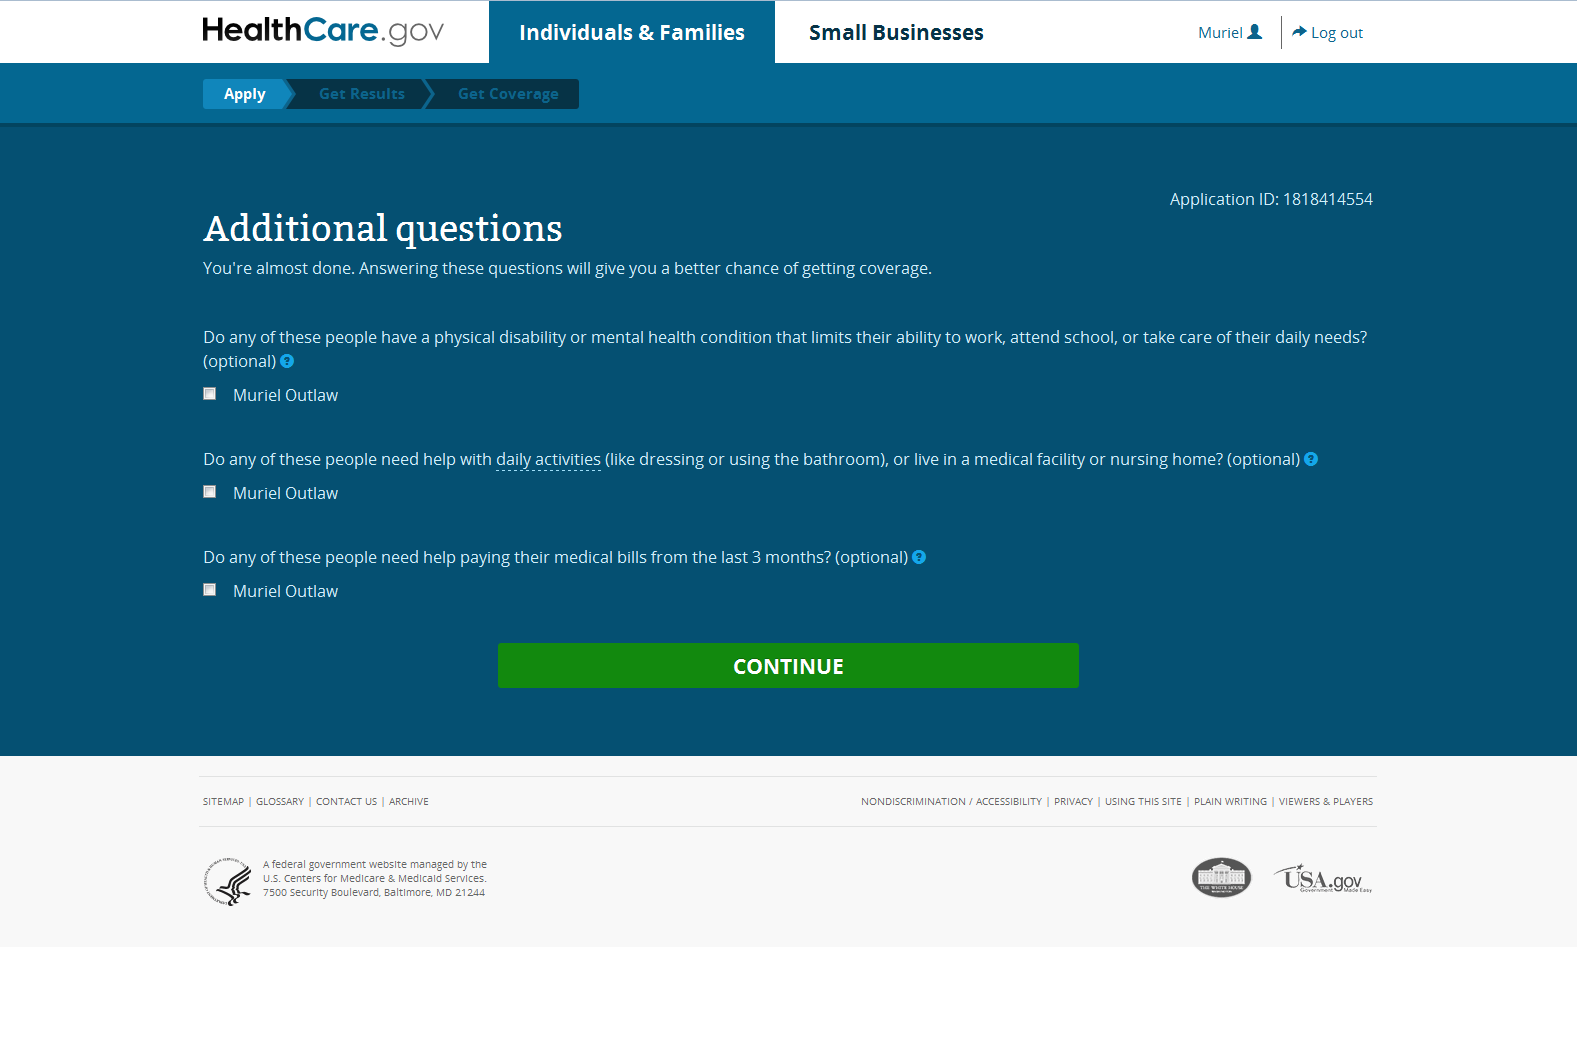 HealthCare.gov
Individuals & Families
Small Businesses
Muriel
Log out
Apply
Get Results
Get Coverage
Application ID: 1818414554
Additional questions
You're almost done. Answering these questions will give you a better chance of getting coverage.
Do any of these people have a physical disability or mental health condition that limits their ability to work, attend school, or take care of their daily needs?
(optional) ?
Muriel Outlaw
Do any of these people need help with daily activities (like dressing or using the bathroom), or live in a medical facility or nursing home? (optional) ?
Muriel Outlaw
Do any of these people need help paying their medical bills from the last 3 months? (optional) ?
Muriel Outlaw
CONTINUE
SITEMAP | GLOSSARY | CONTACT US | ARCHIVE
NONDISCRIMINATION / ACCESSIBILITY | PRIVACY | USING THIS SITE | PLAIN WRITING | VIEWERS & PLAYERS
A federal government website managed by the
U.S. Centers for Medicare & Medicaid Services.
7500 Security Boulevard, Baltimore, MD 21244
THE WHITE HOUSE
USA.gov
Government Made Easy